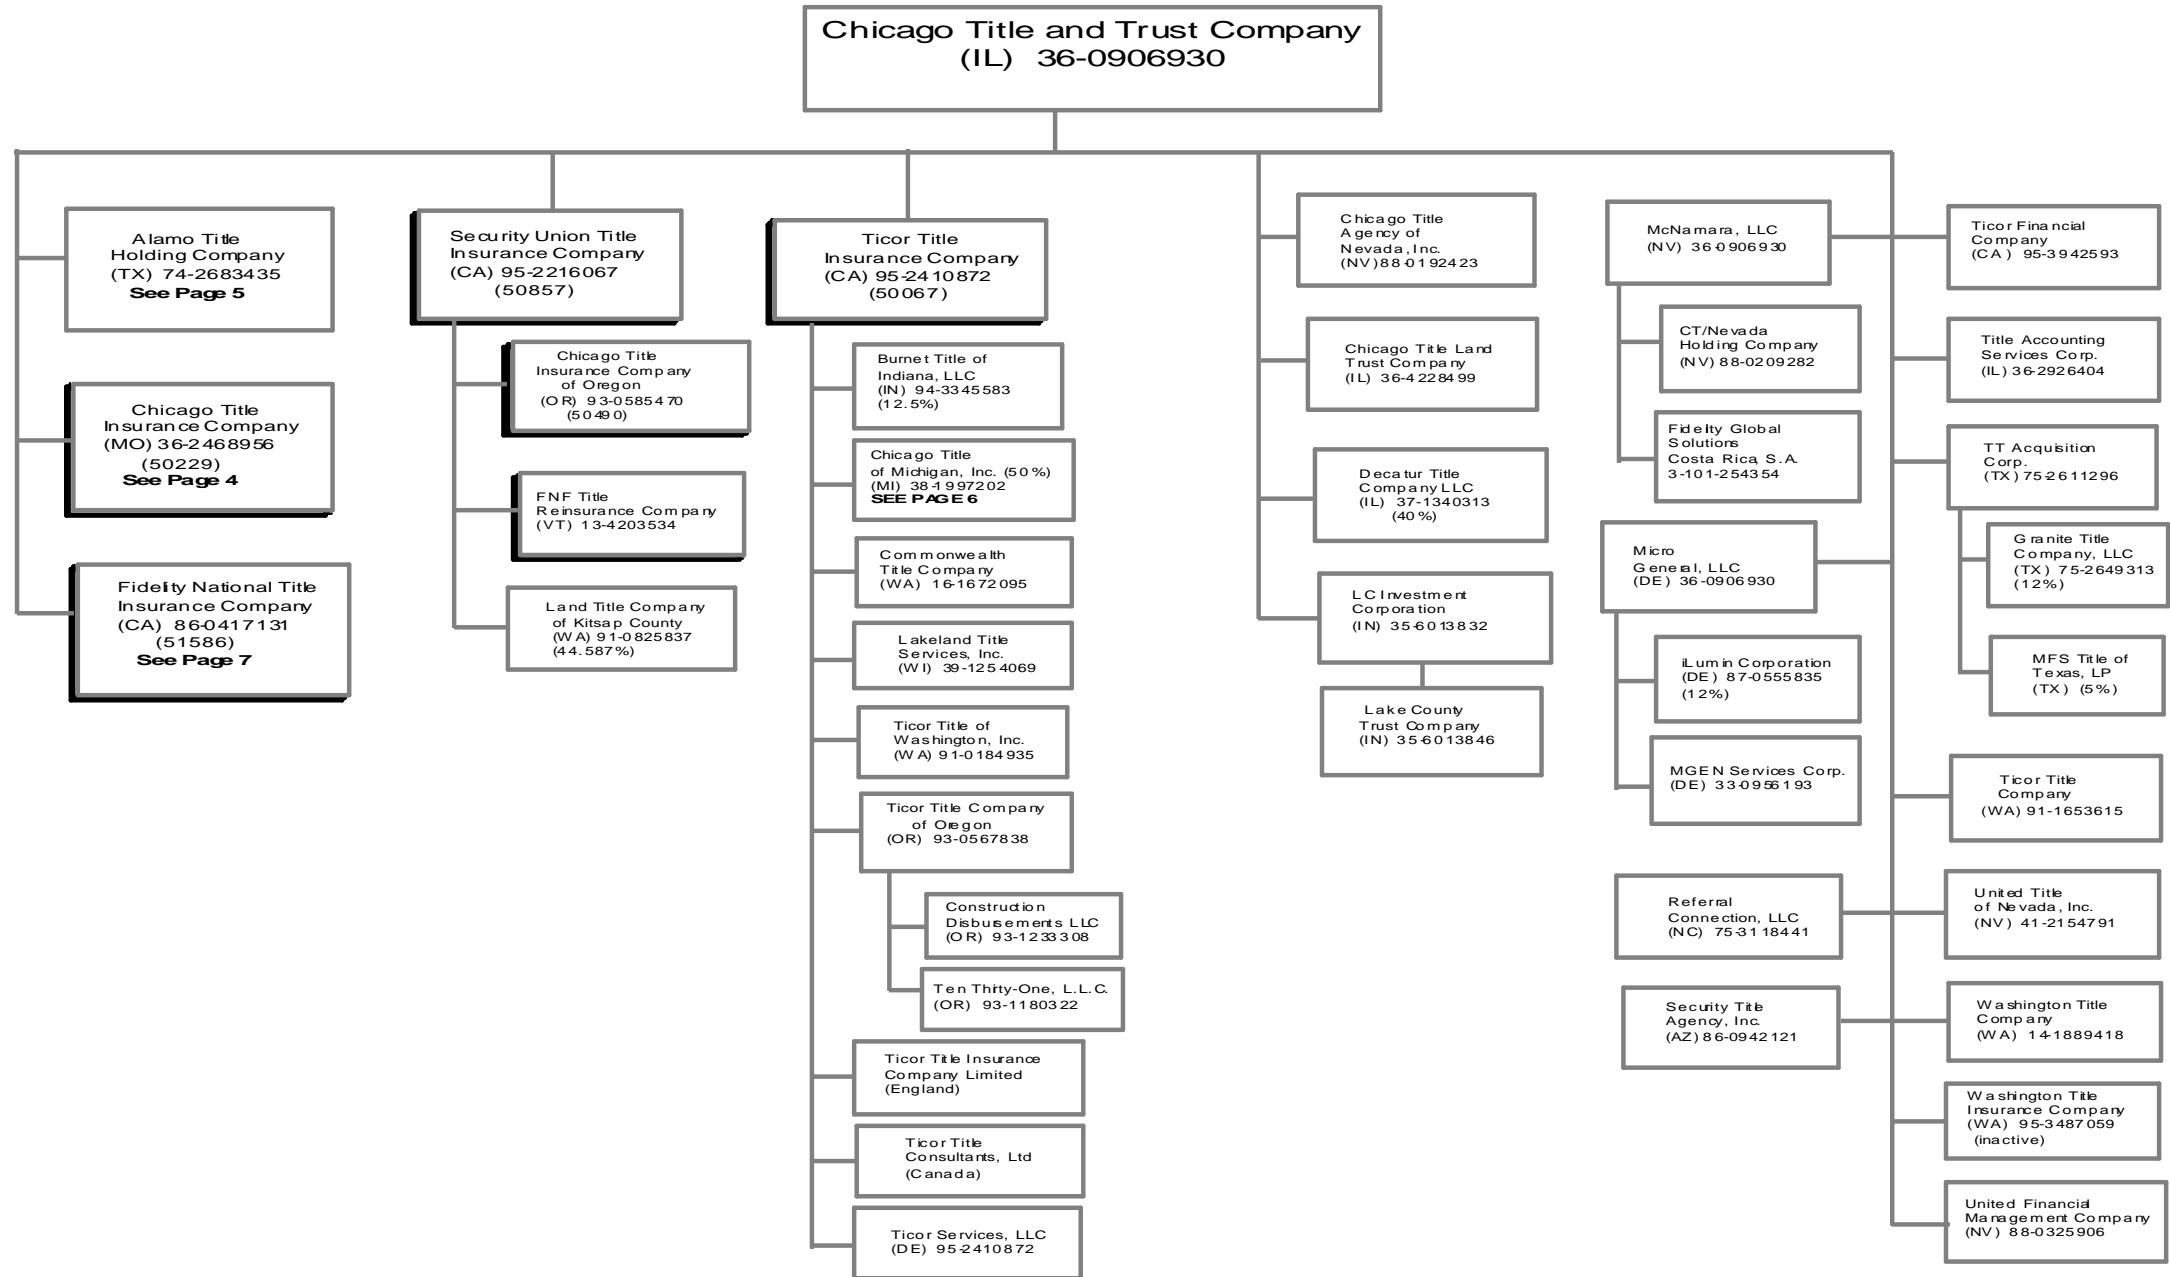 Chicago Title and Trust Company
(IL) 36-0906930
Alamo Title
Holding Company
(TX) 74-2683435
See Page 5
Chicago Title
Insurance Company
(MO) 36-2468956
(50229)
See Page 4
Fidelity National Title
Insurance Company
(CA) 86-0417131
(51586)
See Page 7
Security Union Title
Insurance Company
(CA) 95-2216067
(50857)
Chicago Title
Insurance Company
of Oregon
(OR) 93-0585470
(50490)
FNF Title
Reinsurance Company
(VT) 13-4203534
Land Title Company
of Kitsap County
(WA) 91-0825837
(44.587%)
Ticor Title
Insurance Company
(CA) 95-2410872
(50067)
Burnet Title of
Indiana, LLC
(IN) 94-3345583
(12.5%)
Chicago Title
of Michigan, Inc. (50%)
(MI) 38-1997202
SEE PAGE 6
Commonwealth
Title Company
(WA) 16-1672095
Lakeland Title
Services, Inc.
(WI) 39-1254069
Ticor Title of
Washington, Inc.
(WA) 91-0184935
Ticor Title Company
of Oregon
(OR) 93-0567838
Construction
Disbursements LLC
(OR) 93-1233308
Ten Thirty-One, L.L.C.
(OR) 93-1180322
Ticor Title Insurance
Company Limited
(England)
Ticor Title
Consultants, Ltd
(Canada)
Ticor Services, LLC
(DE) 95-2410872
Chicago Title
Agency of
Nevada, Inc.
(NV) 88-0192423
Chicago Title Land
Trust Company
(IL) 36-4228499
Decatur Title
Company LLC
(IL) 37-1340313
(40%)
LC Investment
Corporation
(IN) 35-6013832
Lake County
Trust Company
(IN) 35-6013846
McNamara, LLC
(NV) 36-0906930
CT/Nevada
Holding Company
(NV) 88-0209282
Fidelty Global
Solutions
Costa Rica, S.A.
3-101-254354
Micro
General, LLC
(DE) 36-0906930
iLumin Corporation
(DE) 87-0555835
(12%)
MGEN Services Corp.
(DE) 33-0956193
Referral
Connection, LLC
(NC) 75-3118441
Security Title
Agency, Inc.
(AZ) 86-0942121
Ticor Financial
Company
(CA) 95-3942593
Title Accounting
Services Corp.
(IL) 36-2926404
TT Acquisition
Corp.
(TX) 75-2611296
Granite Title
Company, LLC
(TX) 75-2649313
(12%)
MFS Title of
Texas, LP
(TX) (5%)
Ticor Title
Company
(WA) 91-1653615
United Title
of Nevada, Inc.
(NV) 41-2154791
Washington Title
Company
(WA) 14-1889418
Washington Title
Insurance Company
(WA) 95-3487059
(inactive)
United Financial
Management Company
(NV) 88-0325906